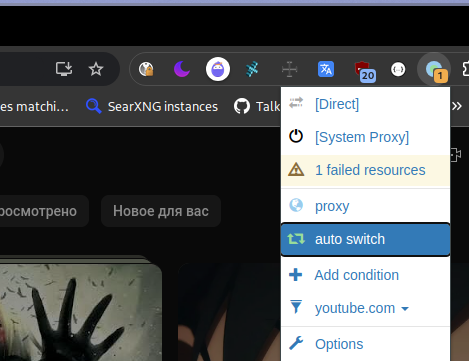 20
1
es matchi...
SearXNG instances
Talk
»
[Direct]
[System Proxy]
1 failed resources
росмотрено
Новое для вас
proxy
auto switch
Add condition
youtube.com
Options